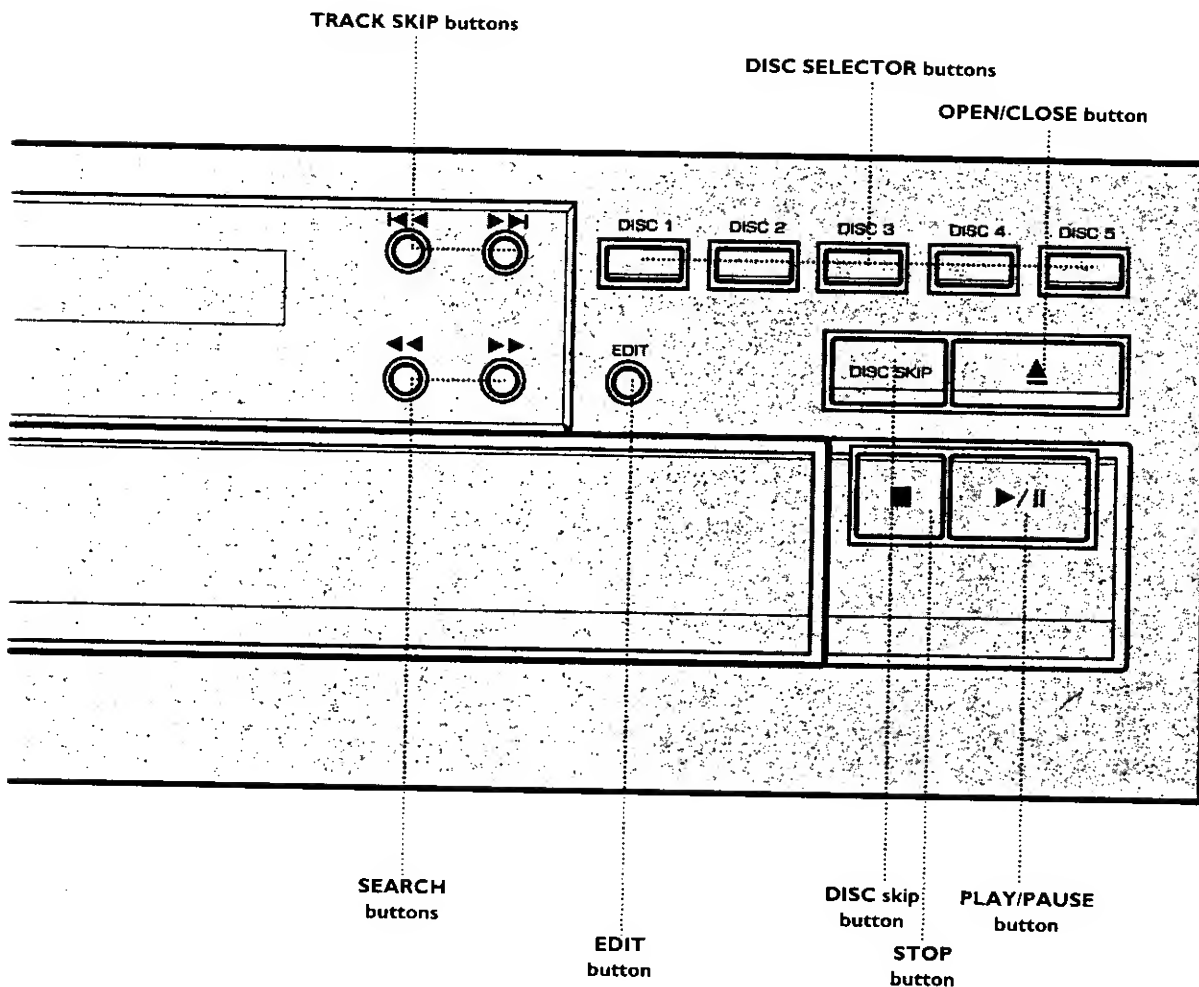 TRACK SKIP buttons
DISC SELECTOR buttons
OPEN/CLOSE button
DISC 1 DISC 2 DISC 3 DISC 4 DISC 5
EDIT
DISC SKIP
SEARCH
buttons
EDIT
button
DISC skip
button
STOP
button
PLAY/PAUSE
button